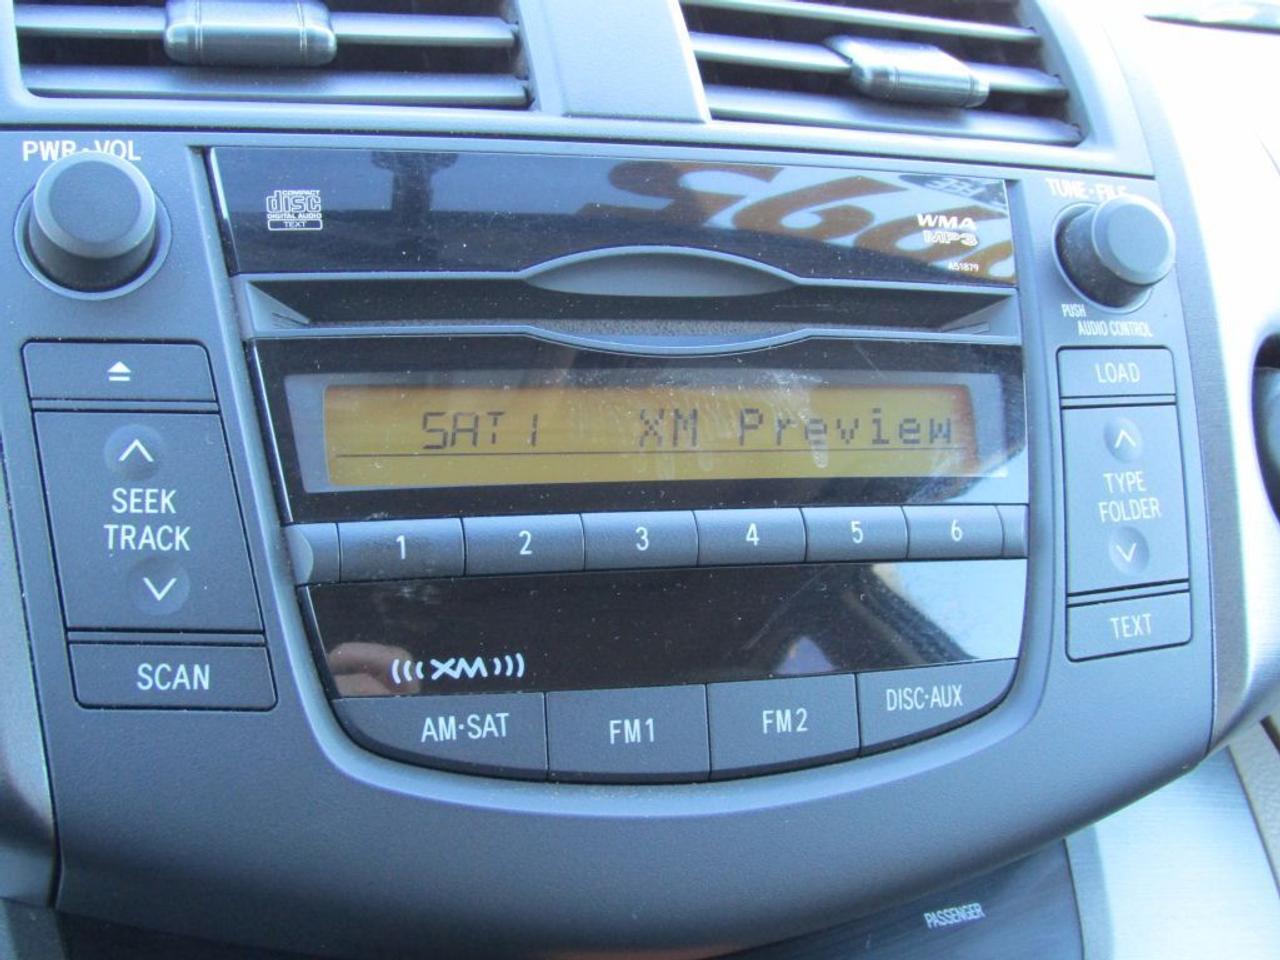 PWR·VOL
COMPACT
disc
DIGITAL AUDIO
TEXT
WMA
MP3
A51879
TUNE·FILE
PUSH
AUDIO CONTROL
LOAD
SAT1 XM Preview
SEEK
TRACK
TYPE
FOLDER
1 2 3 4 5 6
SCAN
TEXT
(((XM)))
AM·SAT FM1 FM2 DISC·AUX
PASSENGER